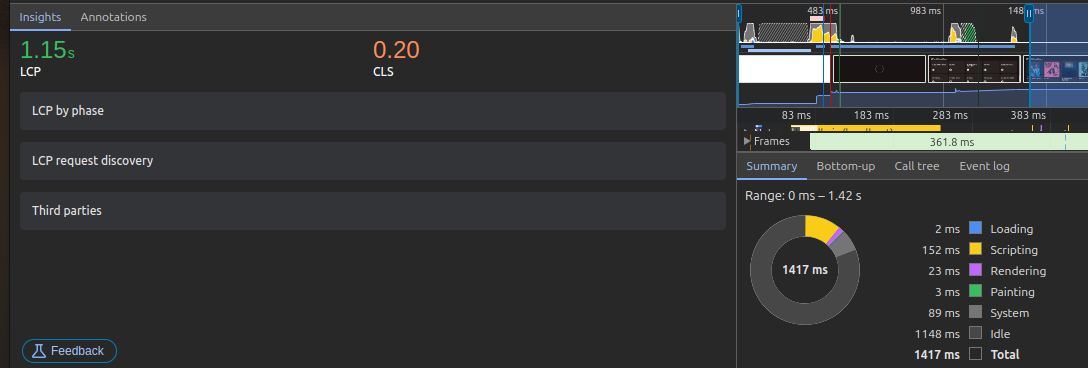 Insights Annotations
1.15s
LCP
0.20
CLS
LCP by phase
LCP request discovery
Third parties
Feedback
483 ms 983 ms 148
83 ms 183 ms 283 ms 383 ms
Frames 361.8 ms
Summary Bottom-up Call tree Event log
Range: 0 ms – 1.42 s
1417 ms
2 ms Loading
152 ms Scripting
23 ms Rendering
3 ms Painting
89 ms System
1148 ms Idle
1417 ms Total